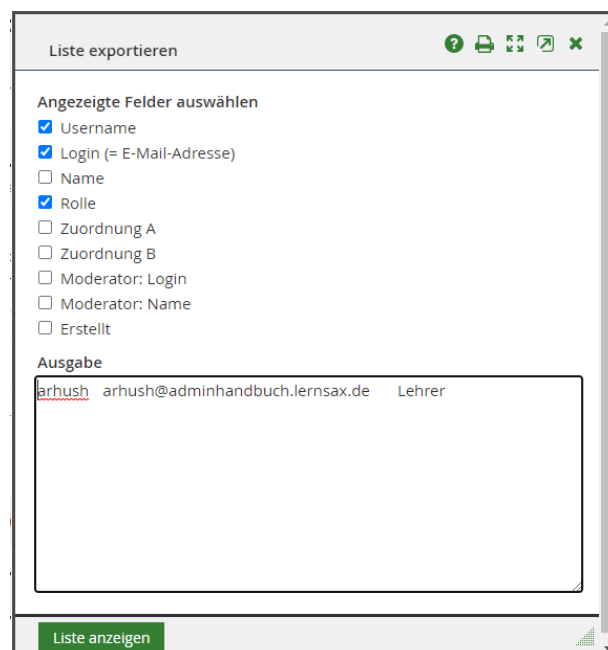 Liste exportieren
Angezeigte Felder auswählen
Username
Login (= E-Mail-Adresse)
Name
Rolle
Zuordnung A
Zuordnung B
Moderator: Login
Moderator: Name
Erstellt
Ausgabe
arhush arhush@adminhandbuch.lernsax.de Lehrer
Liste anzeigen